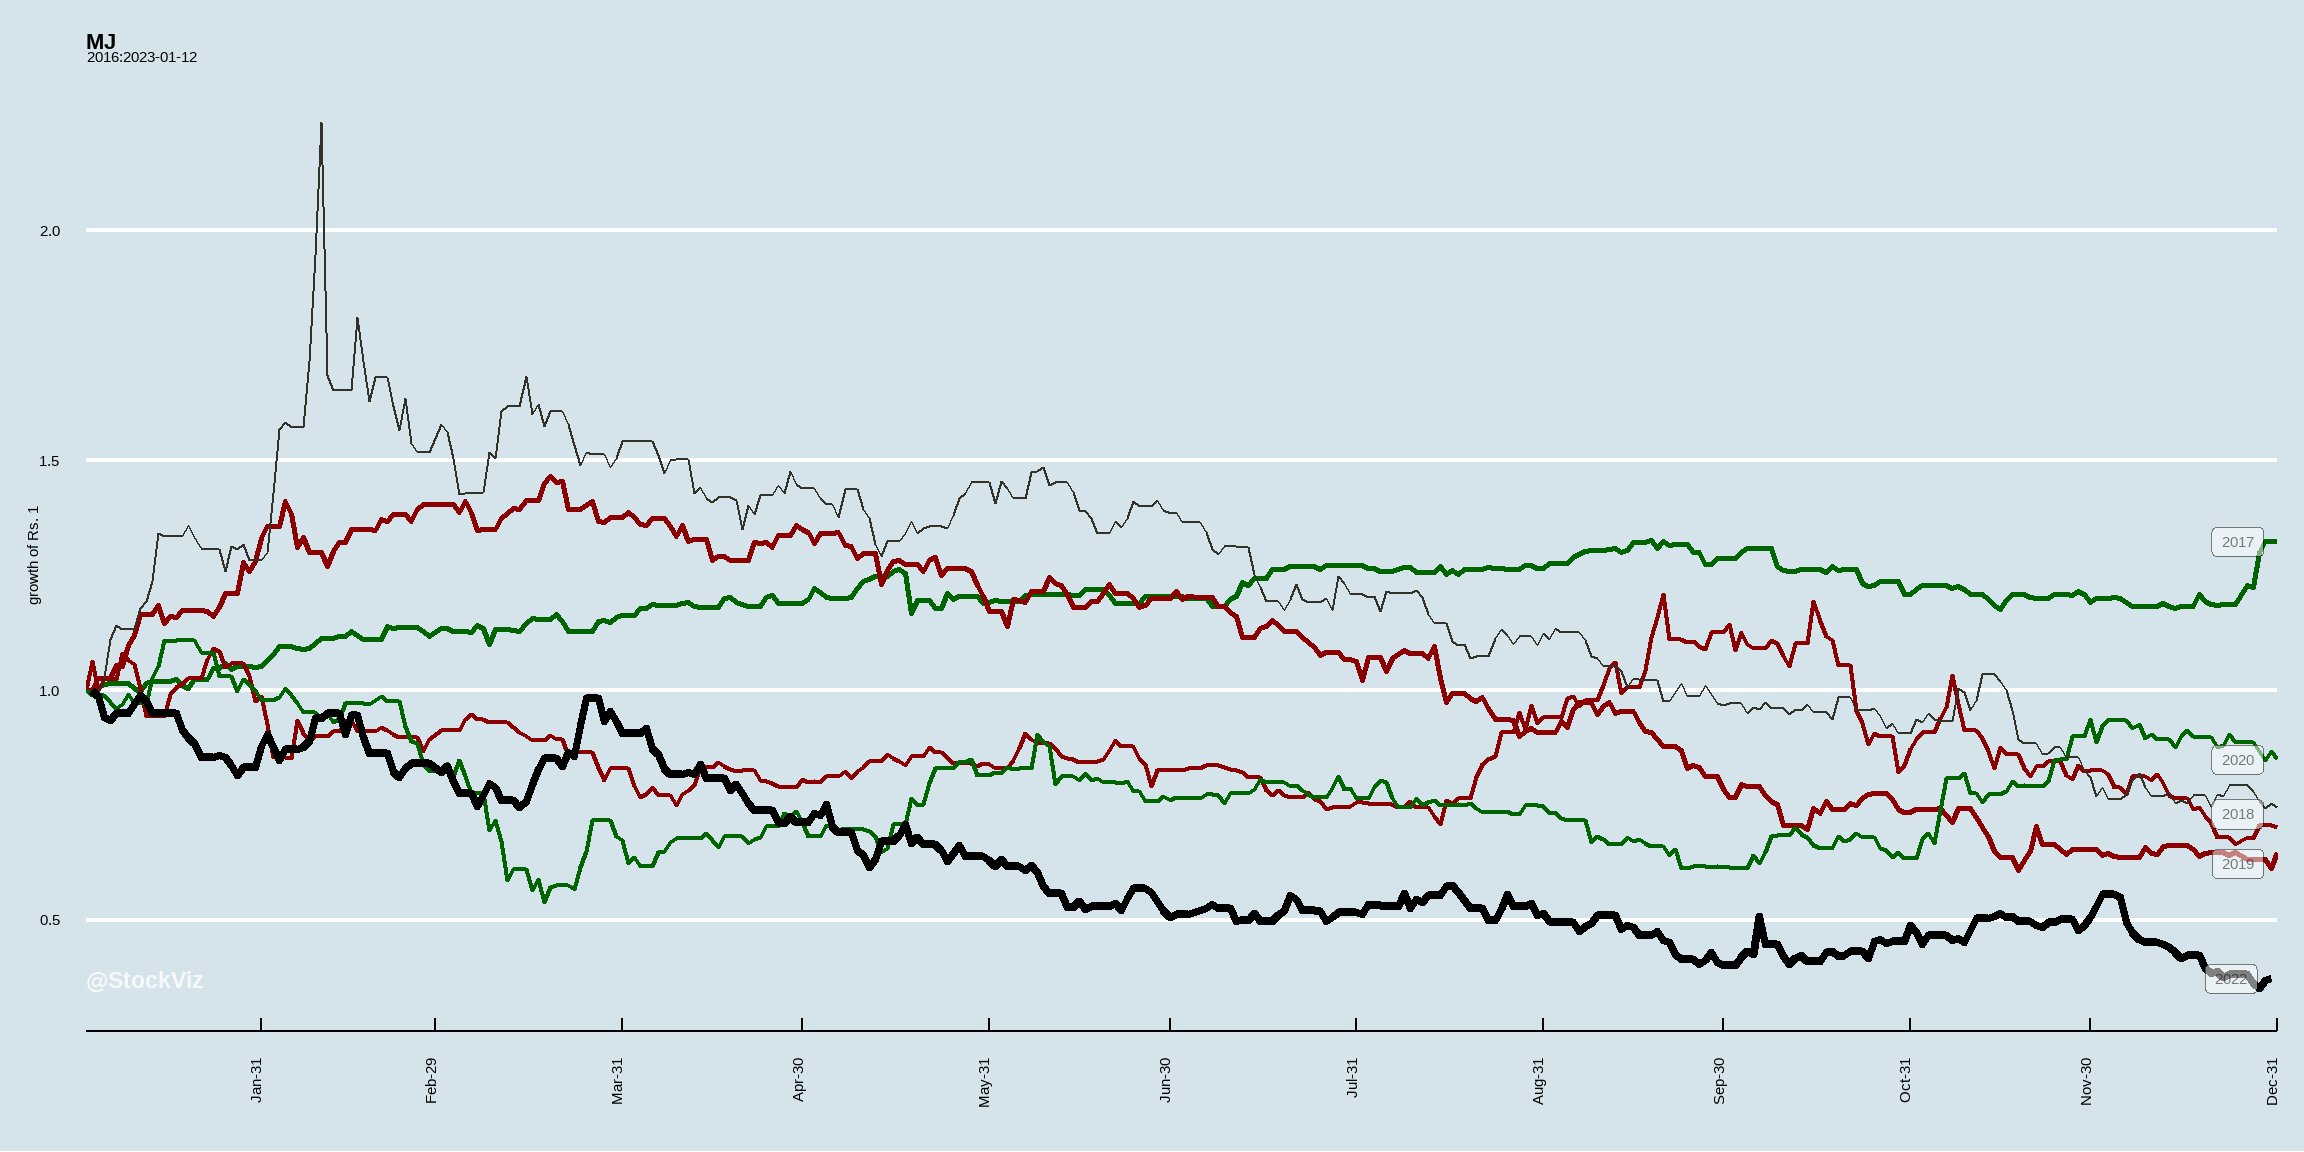 MJ
2016:2023-01-12
2.0
1.5
1.0
0.5
growth of Rs. 1
2017
2020
2018
2019
2022
@StockViz
Jan-31
Feb-29
Mar-31
Apr-30
May-31
Jun-30
Jul-31
Aug-31
Sep-30
Oct-31
Nov-30
Dec-31